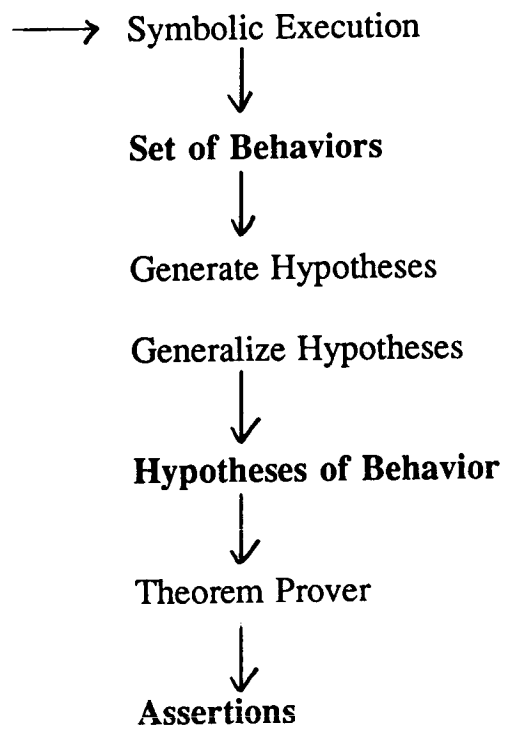 Symbolic Execution
Set of Behaviors
Generate Hypotheses
Generalize Hypotheses
Hypotheses of Behavior
Theorem Prover
Assertions